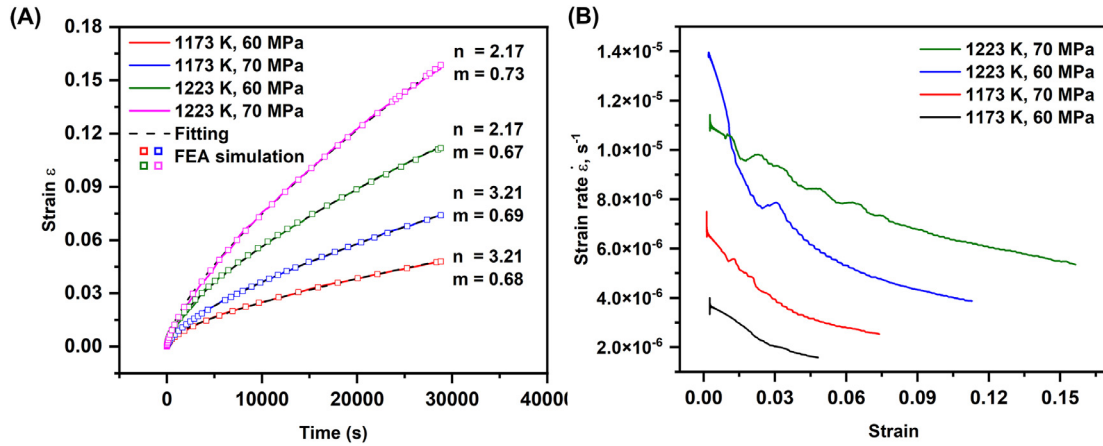 (A)
0.18
0.15
0.12
0.09
0.06
0.03
0.00
Strain ε
1173 K, 60 MPa
1173 K, 70 MPa
1223 K, 60 MPa
1223 K, 70 MPa
Fitting
FEA simulation
n = 2.17
m = 0.73
n = 2.17
m = 0.67
n = 3.21
m = 0.69
n = 3.21
m = 0.68
0 10000 20000 30000 40000
Time (s)
(B)
1.4×10⁻⁵
1.2×10⁻⁵
1.0×10⁻⁵
8.0×10⁻⁶
6.0×10⁻⁶
4.0×10⁻⁶
2.0×10⁻⁶
Strain rate ε̇, s⁻¹
1223 K, 70 MPa
1223 K, 60 MPa
1173 K, 70 MPa
1173 K, 60 MPa
0.00 0.03 0.06 0.09 0.12 0.15
Strain